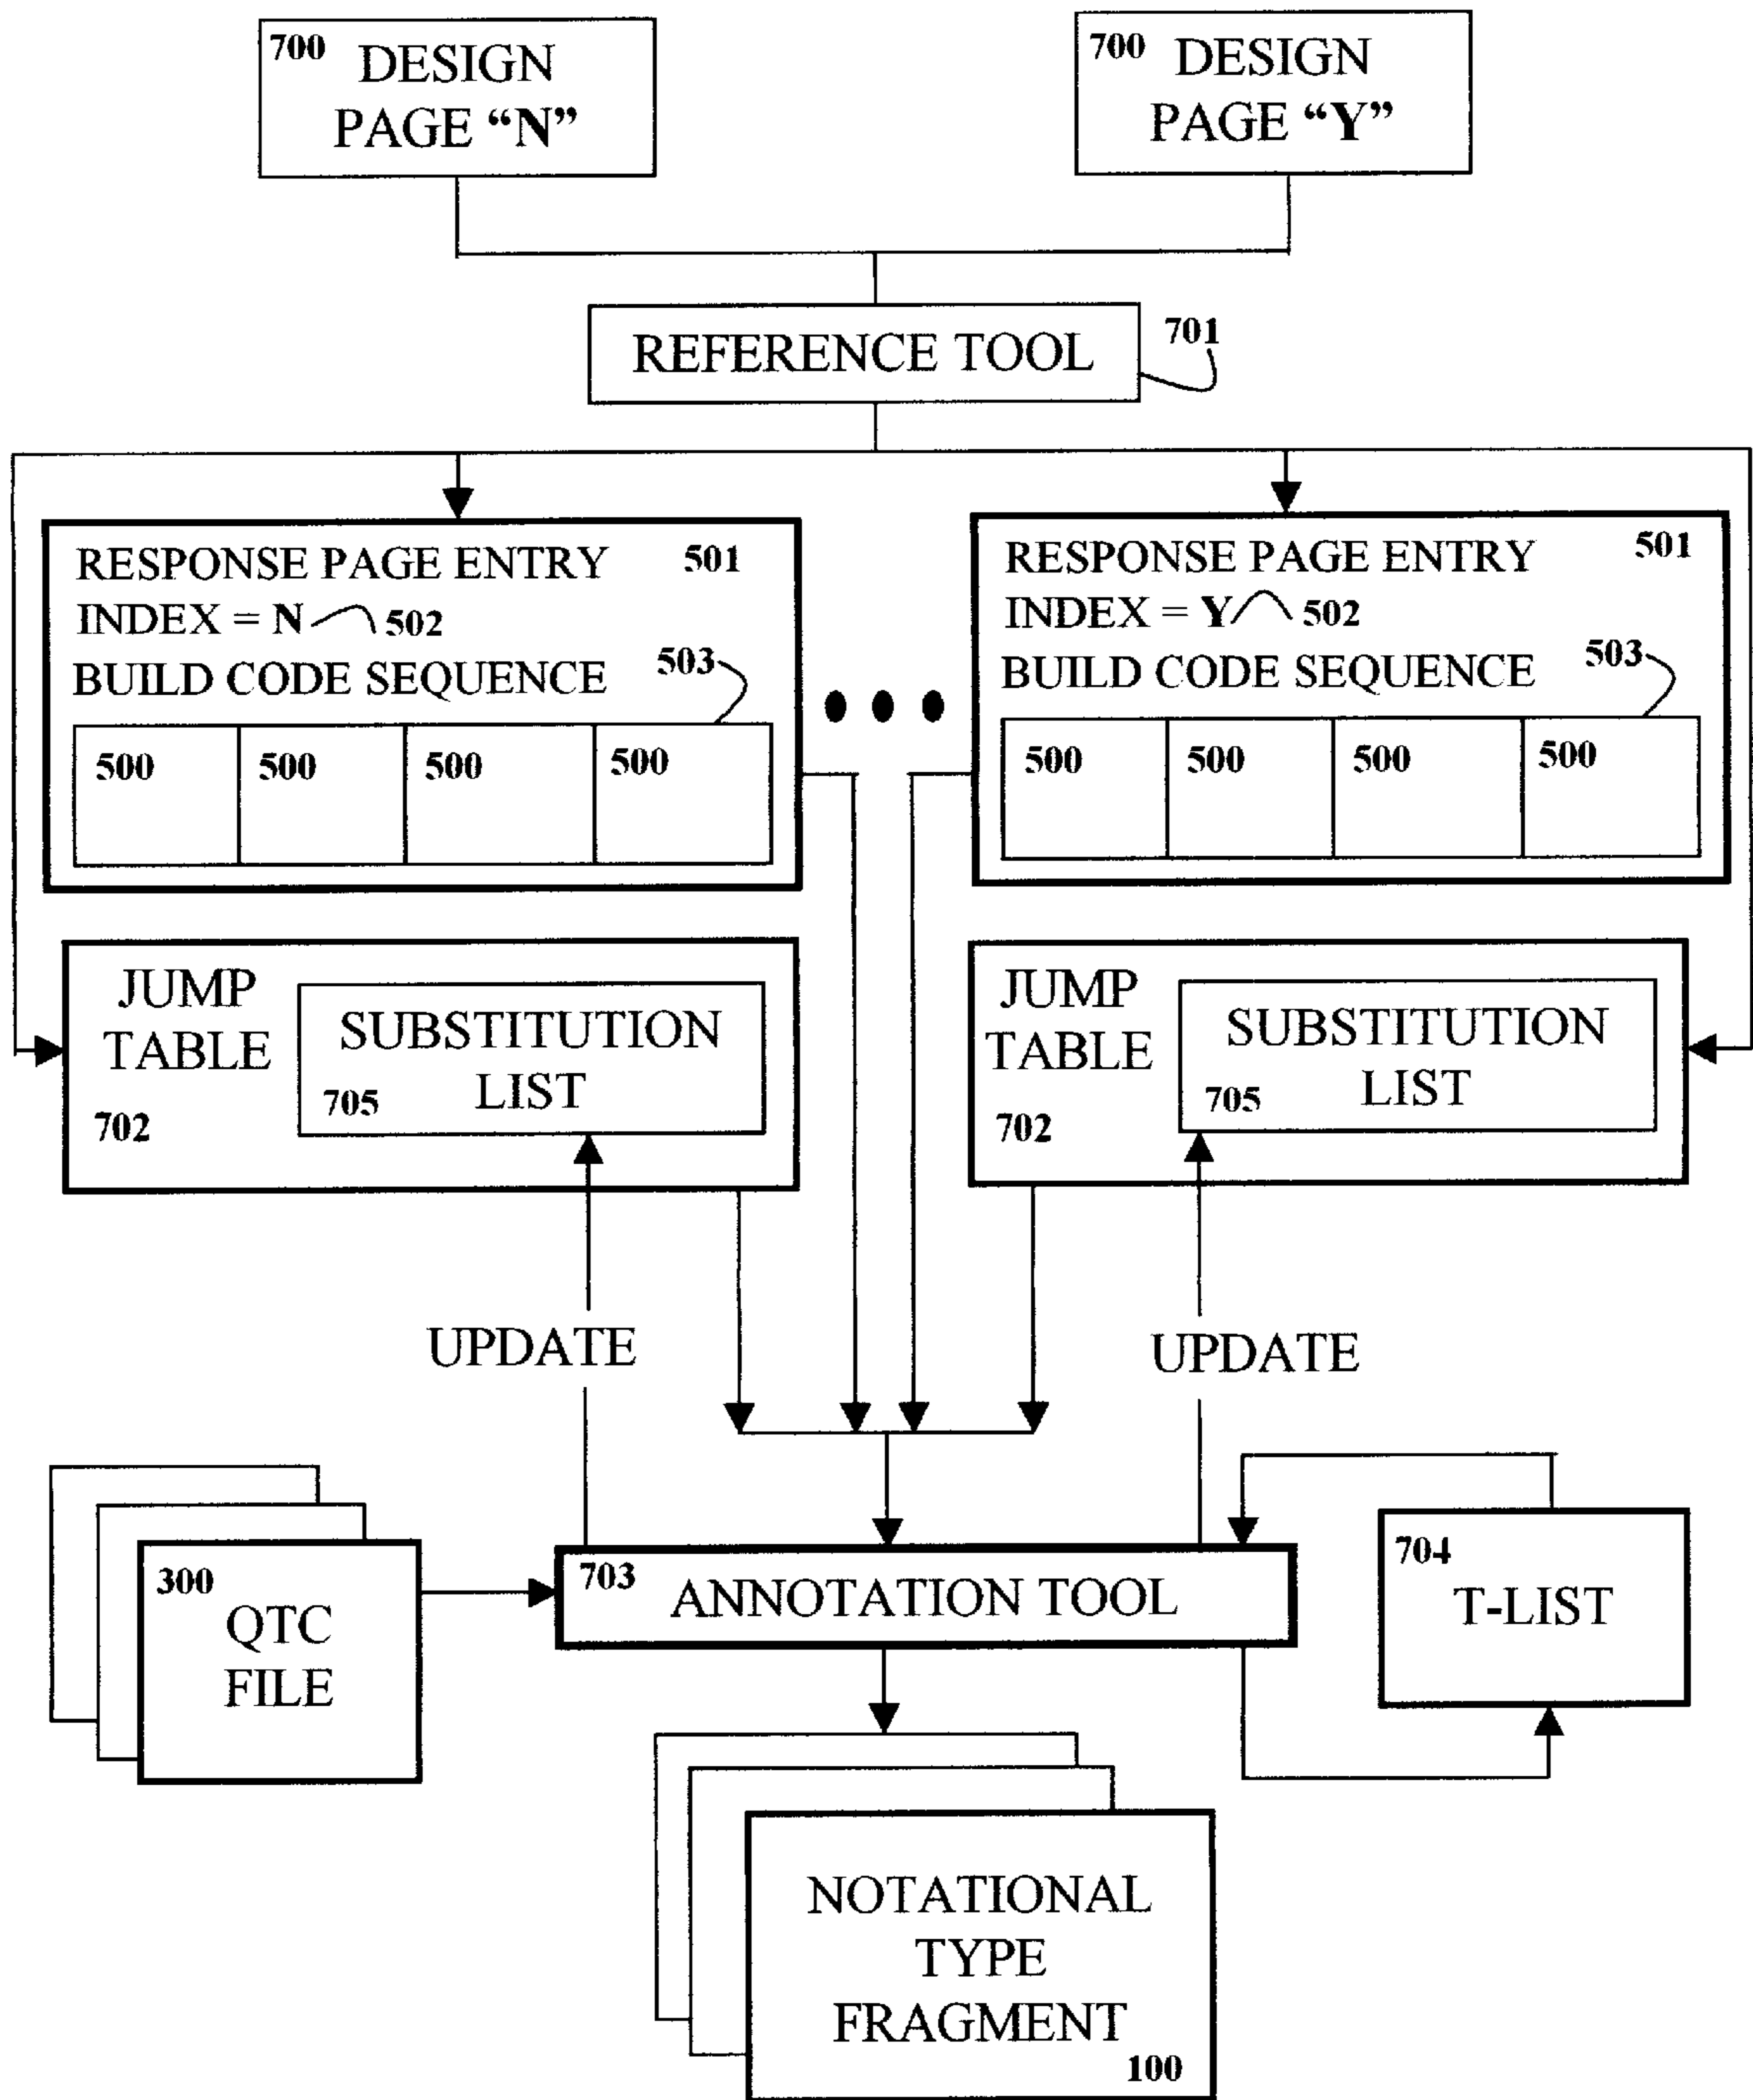 700 DESIGN
PAGE “N”
700 DESIGN
PAGE “Y”
REFERENCE TOOL
701
RESPONSE PAGE ENTRY 501
INDEX = N 502
BUILD CODE SEQUENCE 503
500 500 500 500
RESPONSE PAGE ENTRY 501
INDEX = Y 502
BUILD CODE SEQUENCE 503
500 500 500 500
JUMP
TABLE
702
SUBSTITUTION
LIST
705
JUMP
TABLE
702
SUBSTITUTION
LIST
705
UPDATE
UPDATE
300
QTC
FILE
703 ANNOTATION TOOL
704
T-LIST
NOTATIONAL
TYPE
FRAGMENT
100